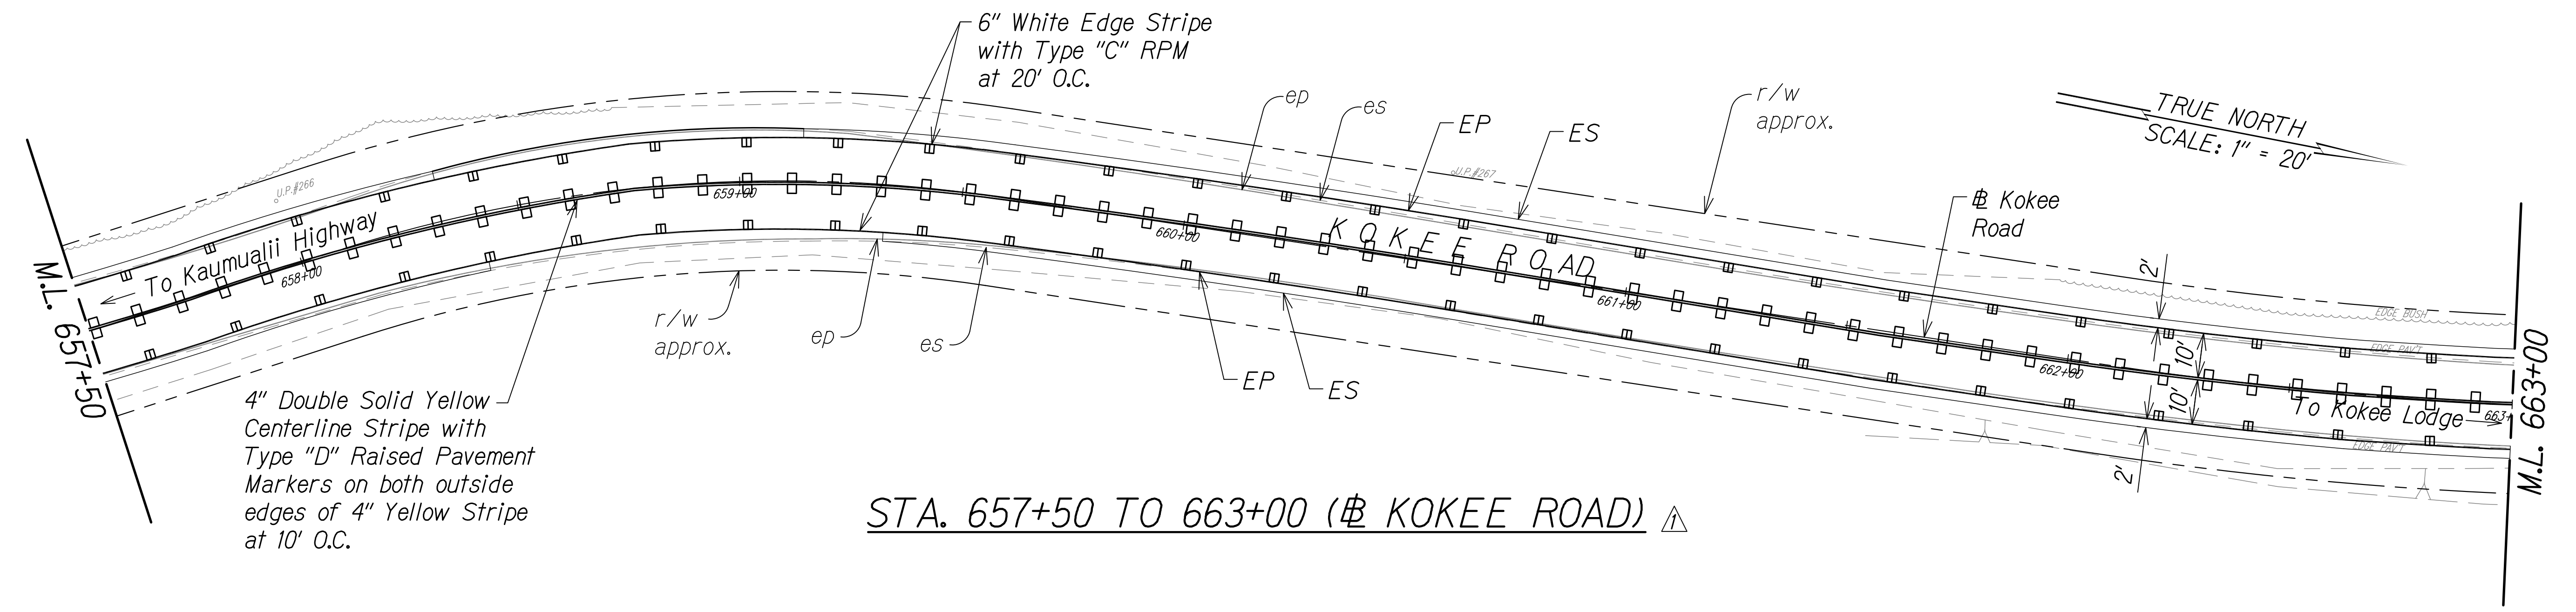 6" White Edge Stripe
with Type "C" RPM
at 20' O.C.
ep
es
EP
ES
r/w
approx.
TRUE NORTH
SCALE: 1" = 20'
U.P.#266
U.P.#267
℄ Kokee
Road
659+00
660+00
KOKEE ROAD
To Kaumualii Highway
658+00
661+00
662+00
2'
10'
10'
2'
EDGE BUSH
EDGE PAV'T
To Kokee Lodge
663+
EDGE PAV'T
M.L. 657+50
M.L. 663+00
r/w
approx.
ep
es
EP
ES
4" Double Solid Yellow
Centerline Stripe with
Type "D" Raised Pavement
Markers on both outside
edges of 4" Yellow Stripe
at 10' O.C.
STA. 657+50 TO 663+00 (℄ KOKEE ROAD)
1